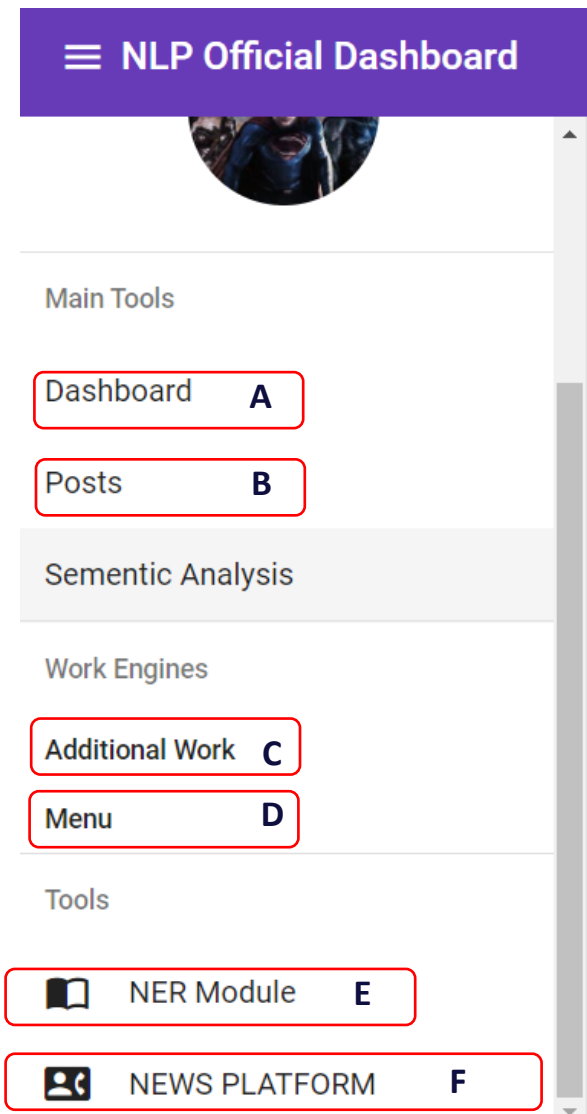 NLP Official Dashboard
Main Tools
Dashboard A
Posts B
Sementic Analysis
Work Engines
Additional Work C
Menu D
Tools
NER Module E
NEWS PLATFORM F